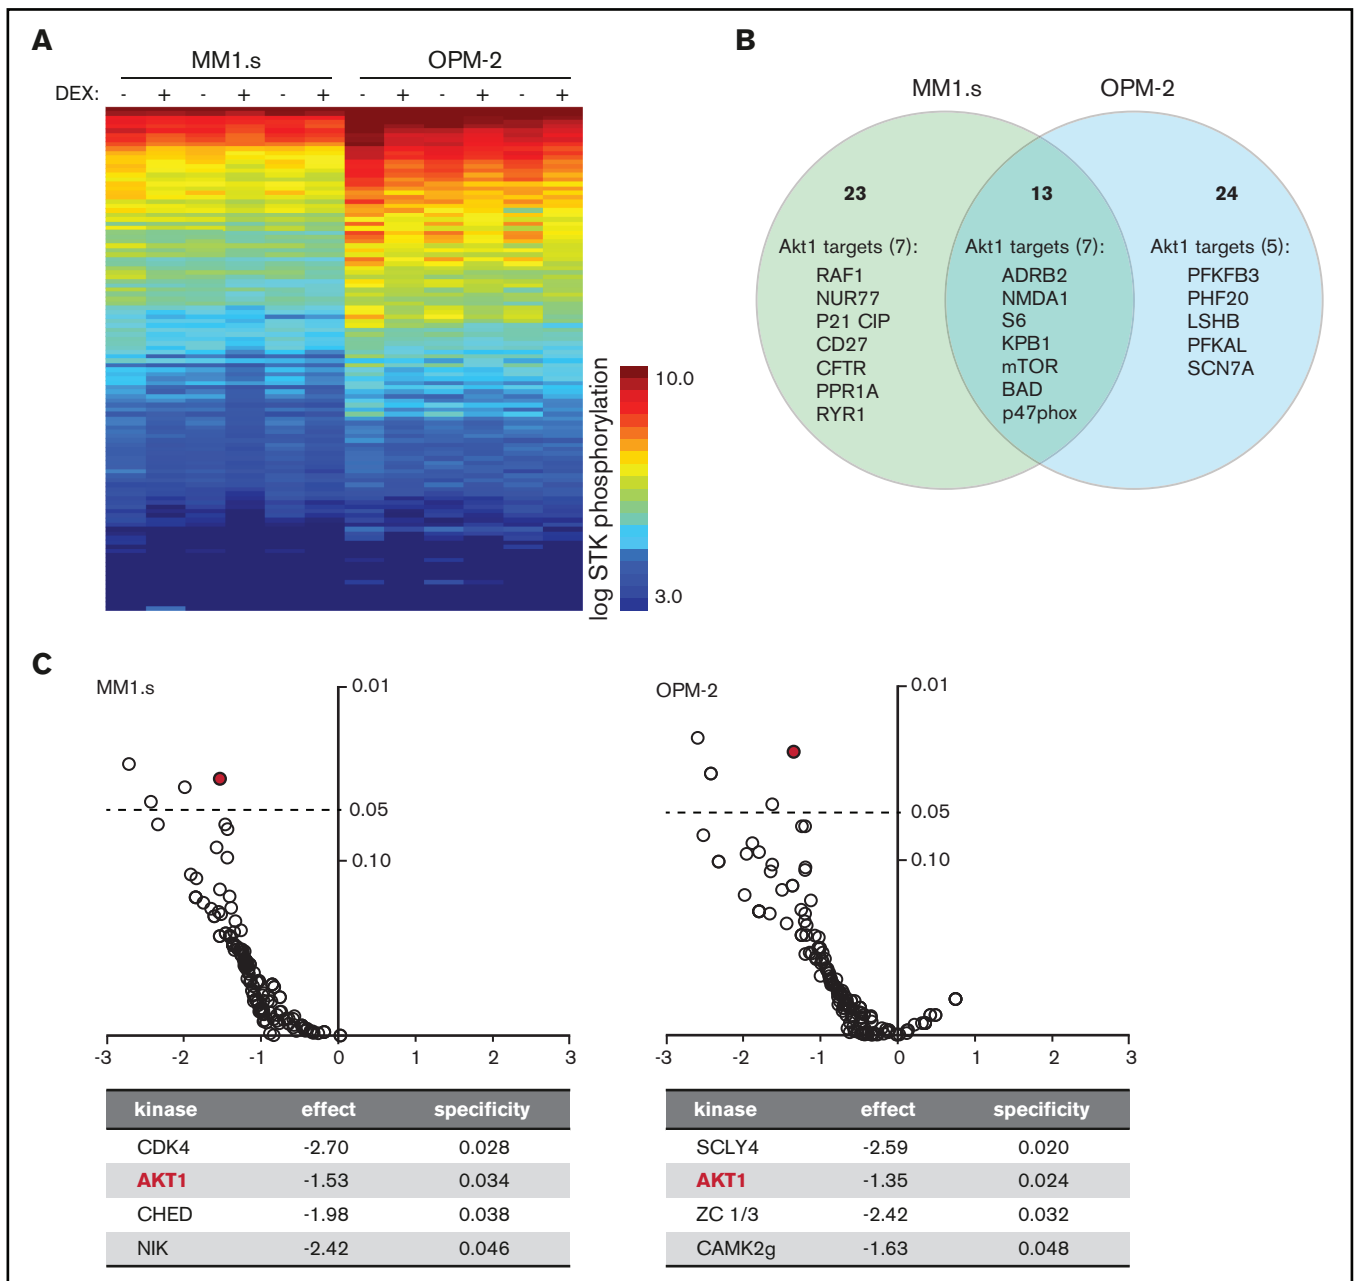 A
MM1.s OPM-2
DEX: - + - + - + - + - + - +
log STK phosphorylation
10.0
3.0
B
MM1.s OPM-2
23 13 24
Akt1 targets (7): Akt1 targets (7): Akt1 targets (5):
RAF1 ADRB2 PFKFB3
NUR77 NMDA1 PHF20
P21 CIP S6 LSHB
CD27 KPB1 PFKAL
CFTR mTOR SCN7A
PPR1A BAD
RYR1 p47phox
C
MM1.s
0.01
0.05
0.10
-3 -2 -1 0 1 2 3
kinase effect specificity
CDK4 -2.70 0.028
AKT1 -1.53 0.034
CHED -1.98 0.038
NIK -2.42 0.046
OPM-2
0.01
0.05
0.10
-3 -2 -1 0 1 2 3
kinase effect specificity
SCLY4 -2.59 0.020
AKT1 -1.35 0.024
ZC 1/3 -2.42 0.032
CAMK2g -1.63 0.048